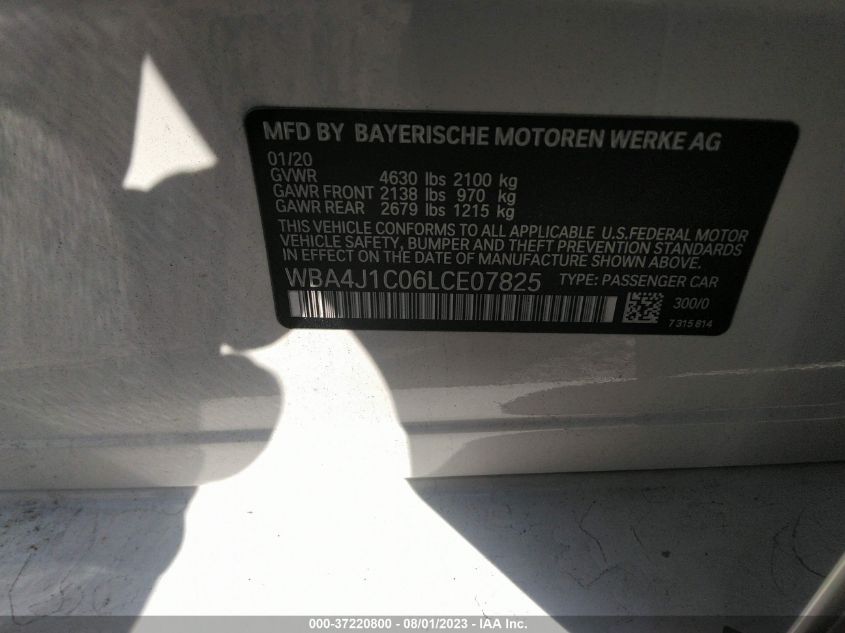 MFD BY BAYERISCHE MOTOREN WERKE AG
01/20
GVWR 4630 lbs 2100 kg
GAWR FRONT 2138 lbs 970 kg
GAWR REAR 2679 lbs 1215 kg
THIS VEHICLE CONFORMS TO ALL APPLICABLE U.S.FEDERAL MOTOR
VEHICLE SAFETY, BUMPER AND THEFT PREVENTION STANDARDS
IN EFFECT ON THE DATE OF MANUFACTURE SHOWN ABOVE.
WBA4J1C06LCE07825 TYPE: PASSENGER CAR
300/0
7 315 814
000-37220800 - 08/01/2023 - IAA Inc.